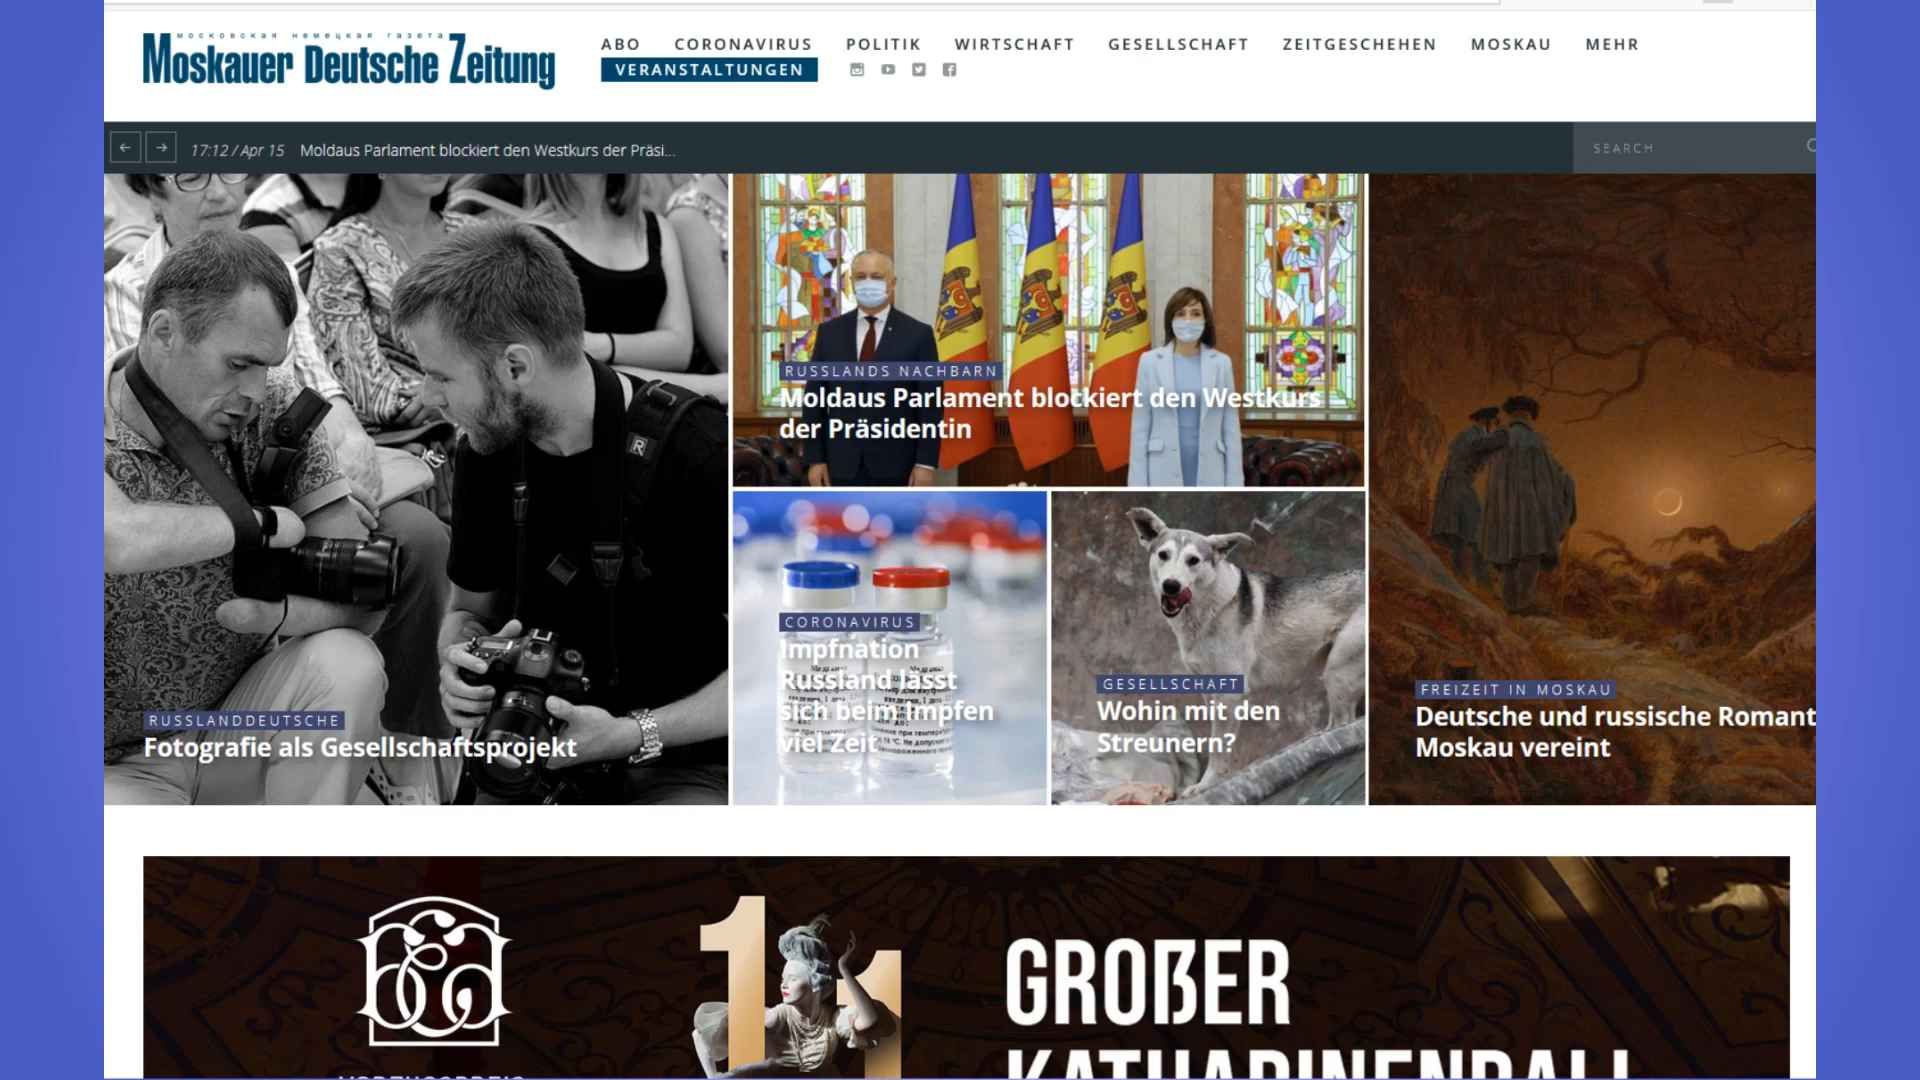 московская немецкая газета
Moskauer Deutsche Zeitung
ABO CORONAVIRUS POLITIK WIRTSCHAFT GESELLSCHAFT ZEITGESCHEHEN MOSKAU MEHR
VERANSTALTUNGEN
17:12 / Apr 15 Moldaus Parlament blockiert den Westkurs der Präsi...
SEARCH
RUSSLANDS NACHBARN
Moldaus Parlament blockiert den Westkurs
der Präsidentin
CORONAVIRUS
Impfnation
Russland lässt
sich beim Impfen
viel Zeit
GESELLSCHAFT
Wohin mit den
Streunern?
FREIZEIT IN MOSKAU
Deutsche und russische Romant
Moskau vereint
RUSSLANDDEUTSCHE
Fotografie als Gesellschaftsprojekt
11
GROẞER
KATHARINENBALL